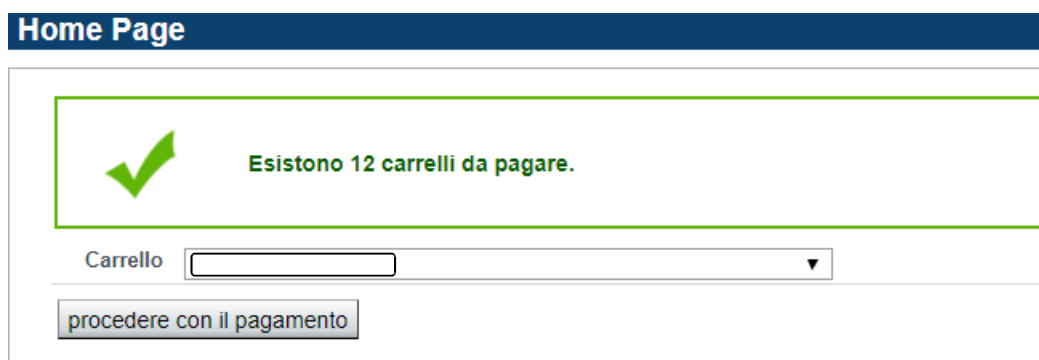 Home Page
Esistono 12 carrelli da pagare.
Carrello
procedere con il pagamento